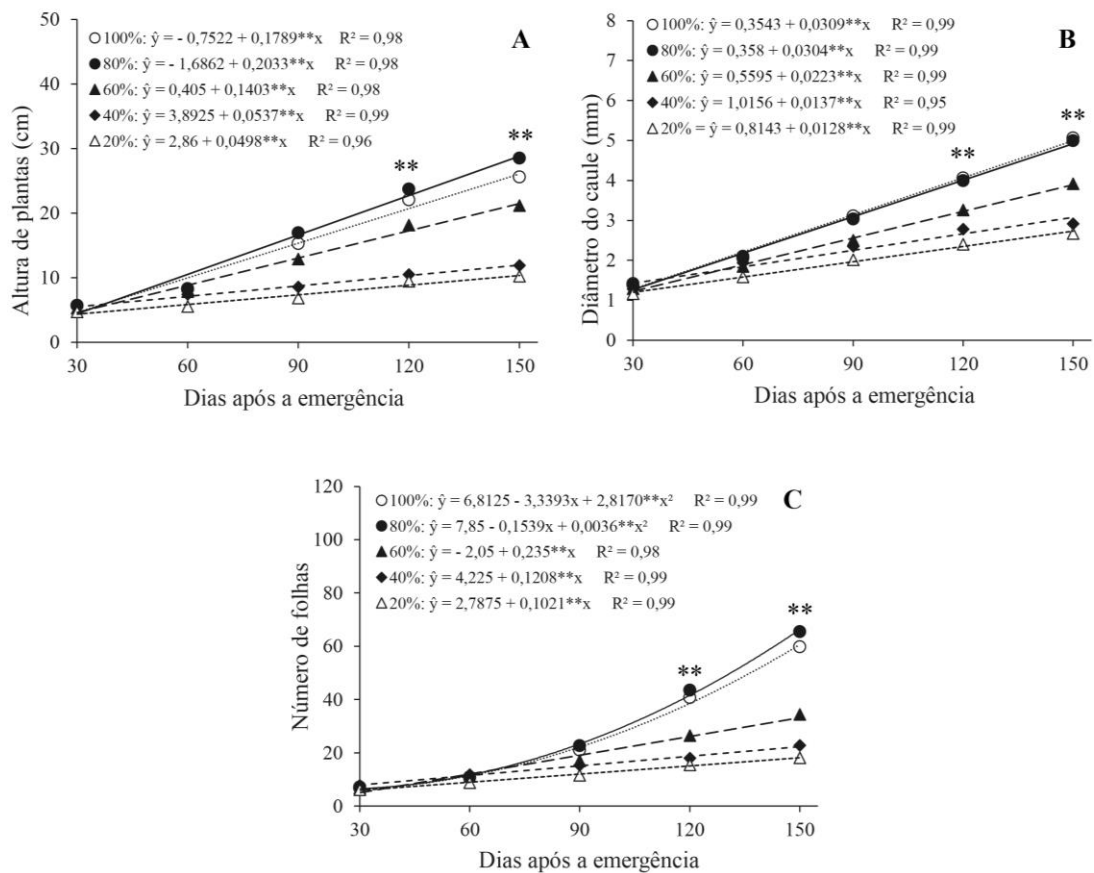 A
○ 100%: ŷ = - 0,7522 + 0,1789**x R² = 0,98
● 80%: ŷ = - 1,6862 + 0,2033**x R² = 0,98
▲ 60%: ŷ = 0,405 + 0,1403**x R² = 0,98
◆ 40%: ŷ = 3,8925 + 0,0537**x R² = 0,99
△ 20%: ŷ = 2,86 + 0,0498**x R² = 0,96
** **
Altura de plantas (cm)
50
40
30
20
10
0
30 60 90 120 150
Dias após a emergência
B
○ 100%: ŷ = 0,3543 + 0,0309**x R² = 0,99
● 80%: ŷ = 0,358 + 0,0304**x R² = 0,99
▲ 60%: ŷ = 0,5595 + 0,0223**x R² = 0,99
◆ 40%: ŷ = 1,0156 + 0,0137**x R² = 0,95
△ 20% = ŷ = 0,8143 + 0,0128**x R² = 0,99
** **
Diâmetro do caule (mm)
8
7
6
5
4
3
2
1
0
30 60 90 120 150
Dias após a emergência
C
○ 100%: ŷ = 6,8125 - 3,3393x + 2,8170**x² R² = 0,99
● 80%: ŷ = 7,85 - 0,1539x + 0,0036**x² R² = 0,99
▲ 60%: ŷ = - 2,05 + 0,235**x R² = 0,98
◆ 40%: ŷ = 4,225 + 0,1208**x R² = 0,99
△ 20%: ŷ = 2,7875 + 0,1021**x R² = 0,99
** **
Número de folhas
120
100
80
60
40
20
0
30 60 90 120 150
Dias após a emergência